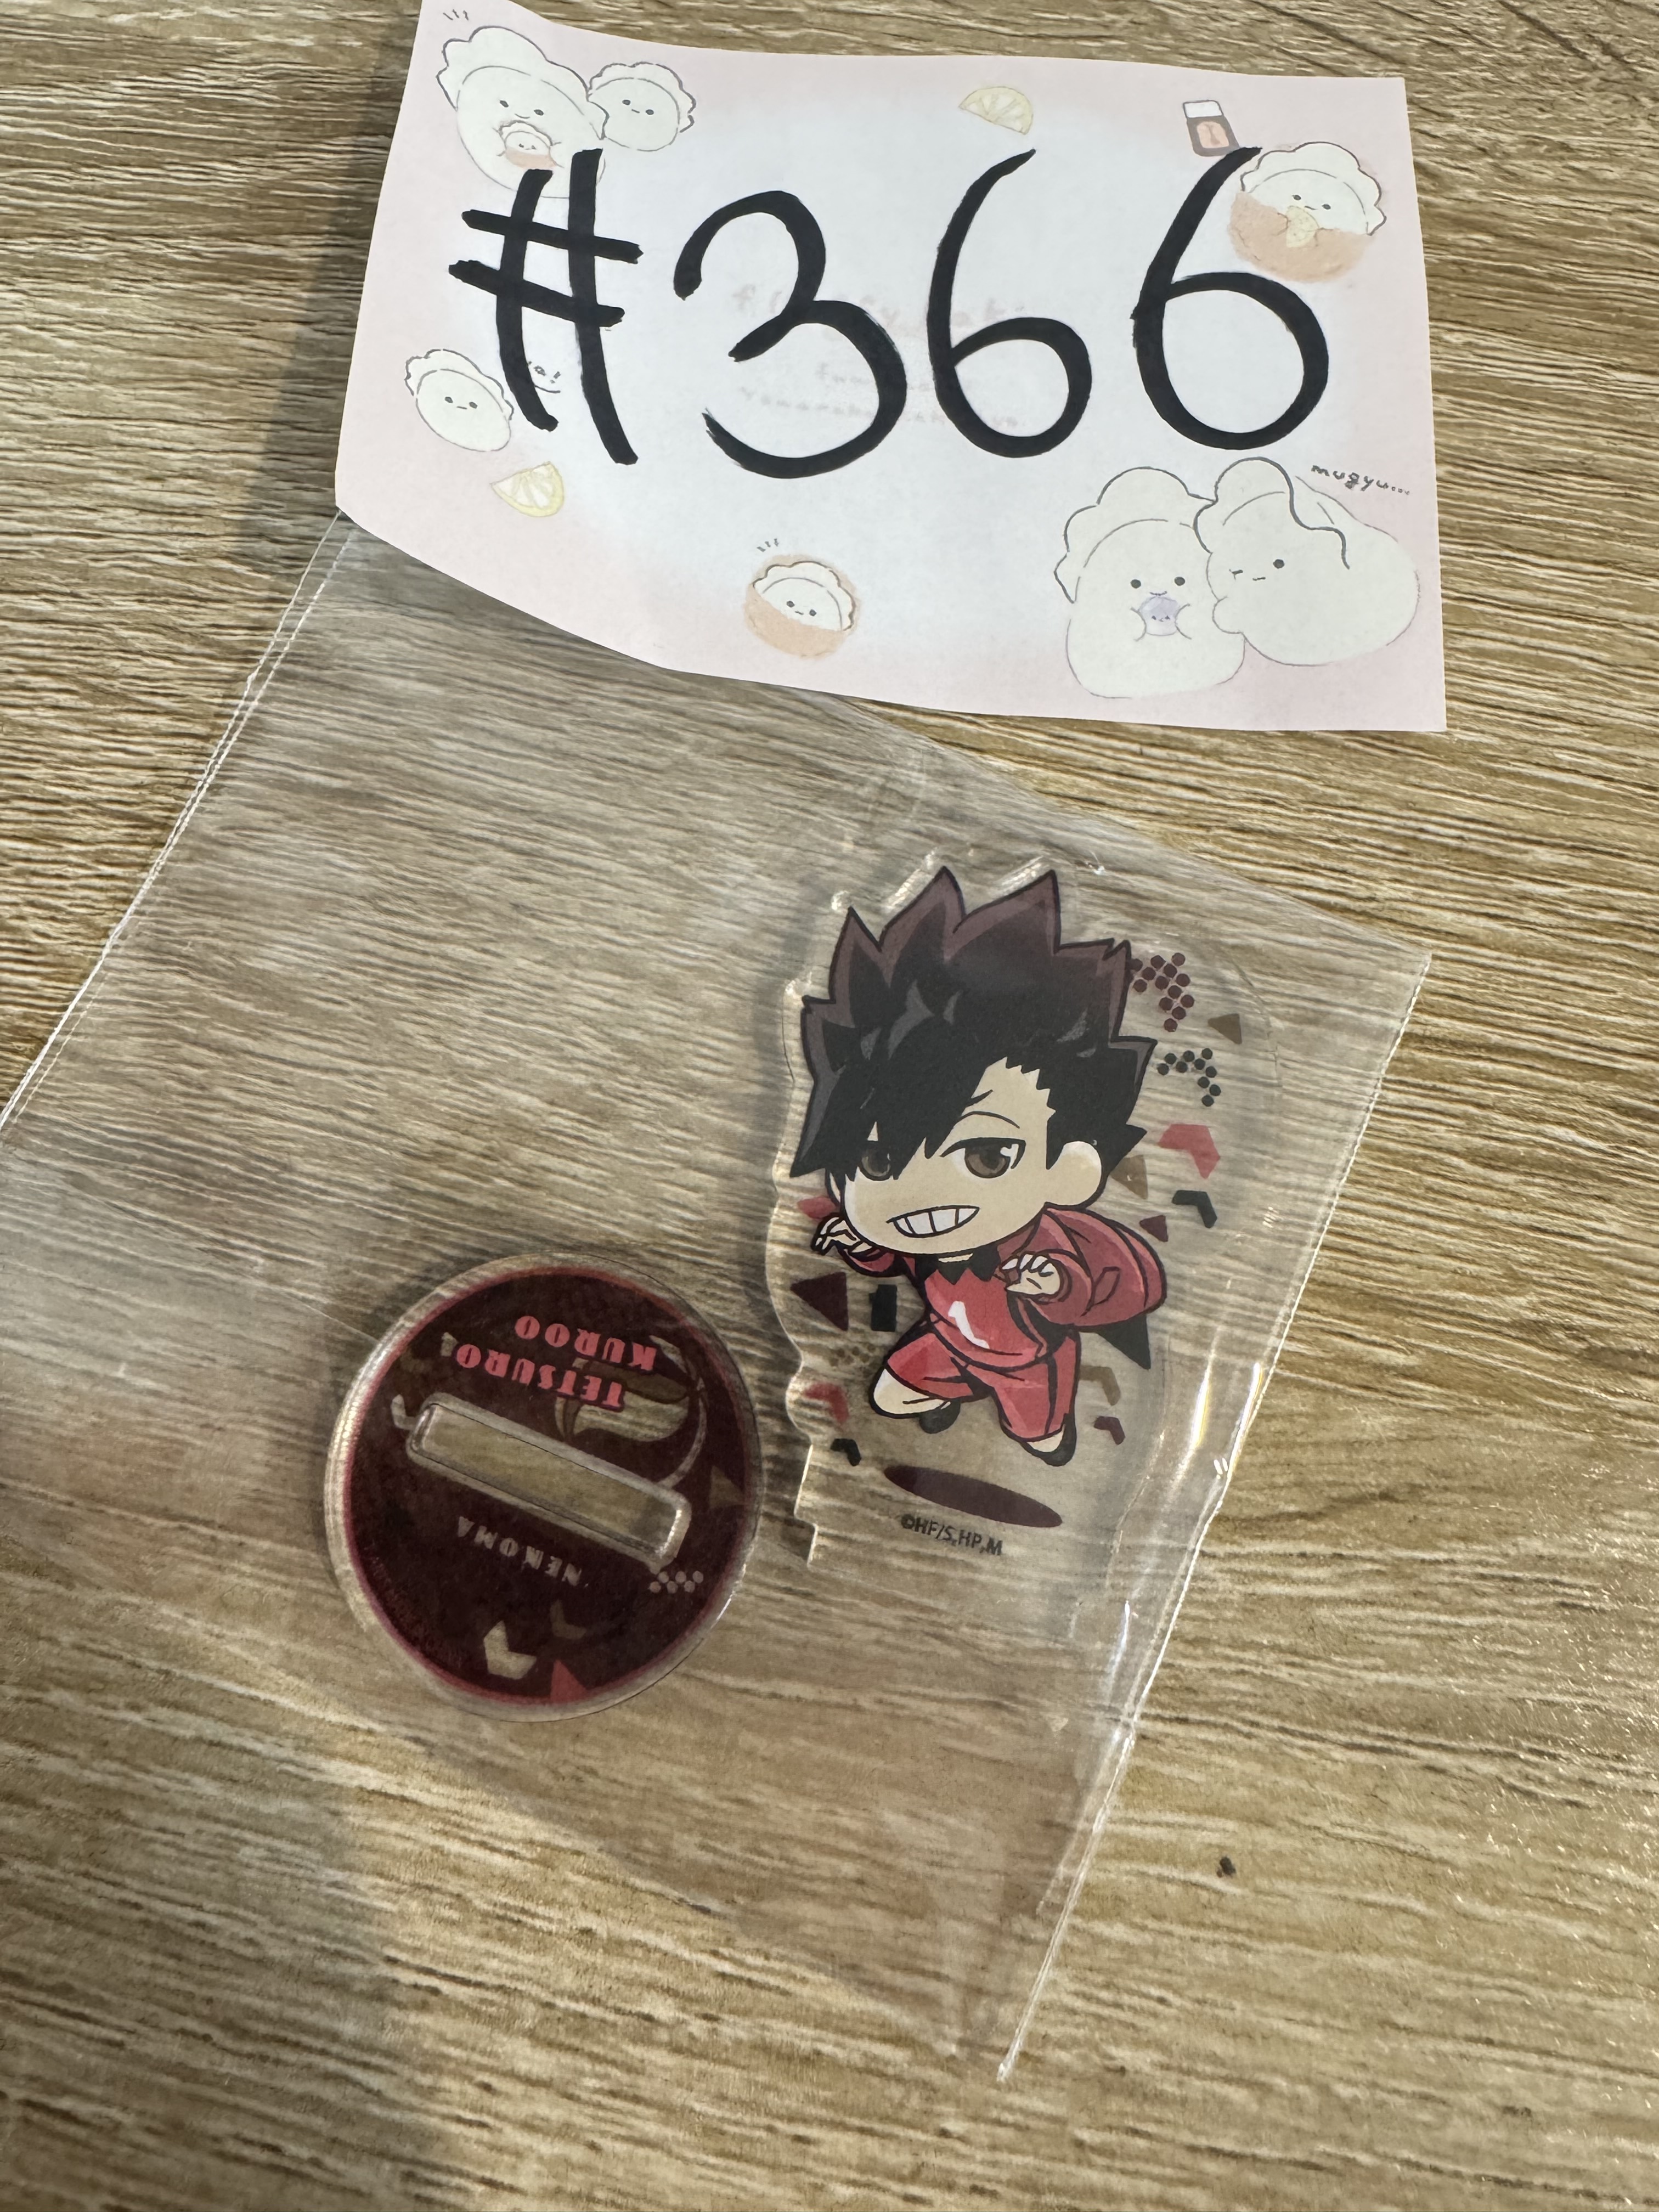 #366
mugyu...
TETSURO
KUROO
NEKOMA
©HF/S,HP,M